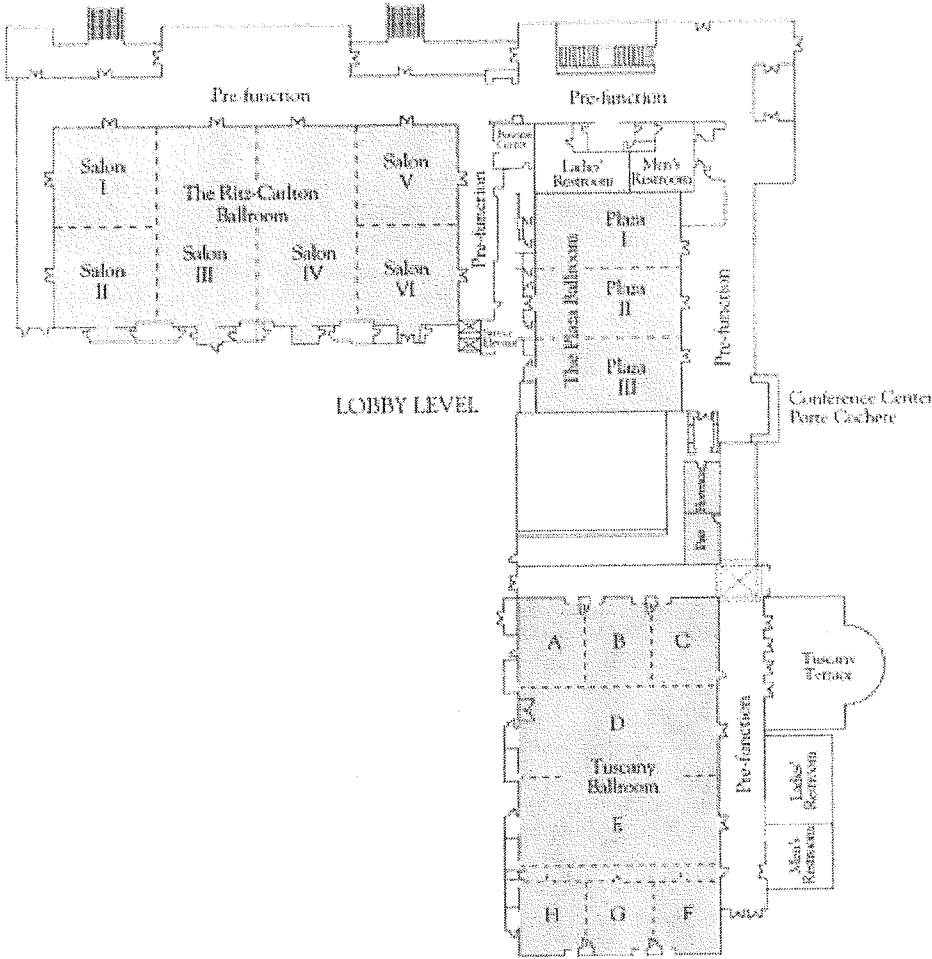 Pre-function
Pre-function
Business
Center
Ladies'
Restroom
Men's
Restroom
Salon
I
The Ritz-Carlton
Ballroom
Salon
V
Salon
II
Salon
III
Salon
IV
Salon
VI
Pre-function
The Plaza Ballroom
Plaza
I
Plaza
II
Plaza
III
Pre-function
LOBBY LEVEL
Conference Center
Porte Cochere
A
B
C
D
Tuscany
Ballroom
E
H
G
F
Pre-function
Tuscany
Terrace
Ladies'
Restroom
Men's
Restroom